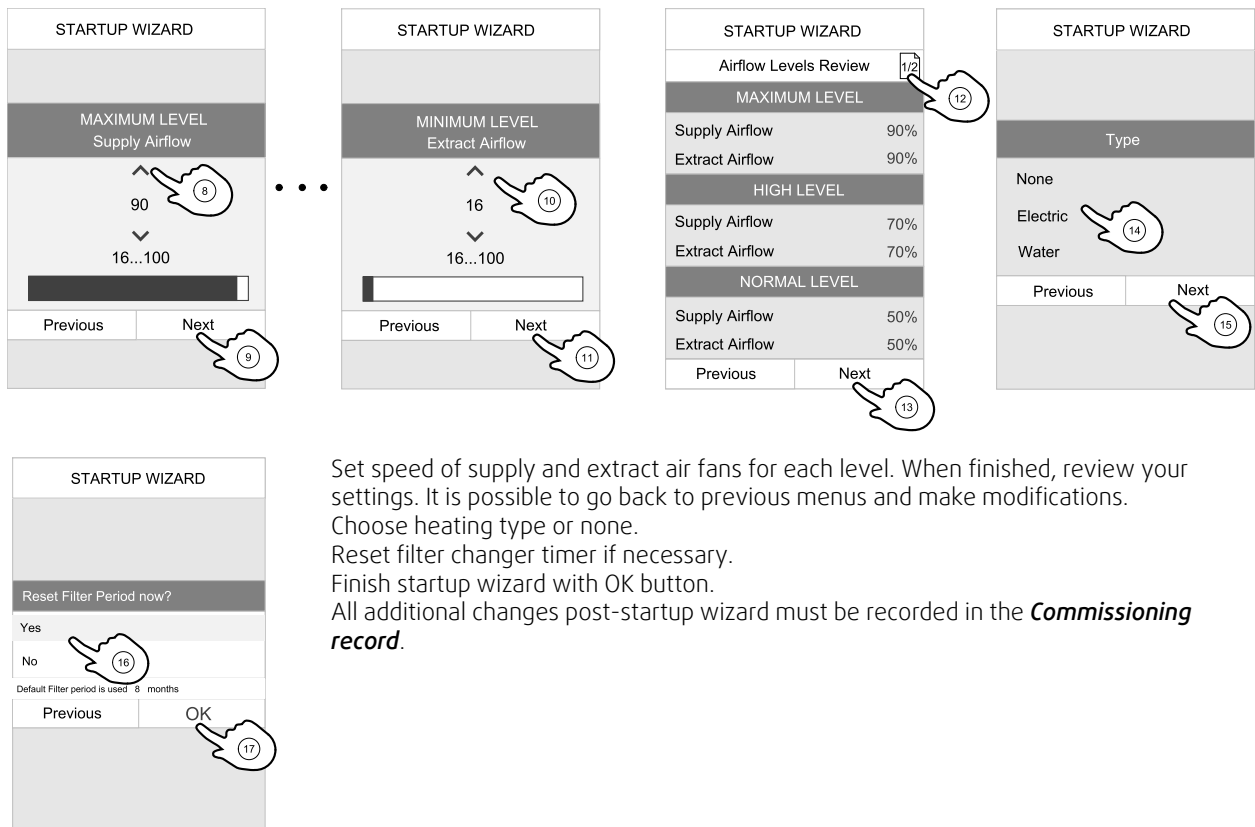 STARTUP WIZARD
MAXIMUM LEVEL
Supply Airflow
8
90
16...100
Previous Next
9
• • •
STARTUP WIZARD
MINIMUM LEVEL
Extract Airflow
10
16
16...100
Previous Next
11
STARTUP WIZARD
Airflow Levels Review 1/2
12
MAXIMUM LEVEL
Supply Airflow 90%
Extract Airflow 90%
HIGH LEVEL
Supply Airflow 70%
Extract Airflow 70%
NORMAL LEVEL
Supply Airflow 50%
Extract Airflow 50%
Previous Next
13
STARTUP WIZARD
Type
None
Electric
14
Water
Previous Next
15
STARTUP WIZARD
Reset Filter Period now?
Yes
No
16
Default Filter period is used 8 months
Previous OK
17
Set speed of supply and extract air fans for each level. When finished, review your
settings. It is possible to go back to previous menus and make modifications.
Choose heating type or none.
Reset filter changer timer if necessary.
Finish startup wizard with OK button.
All additional changes post-startup wizard must be recorded in the Commissioning
record.